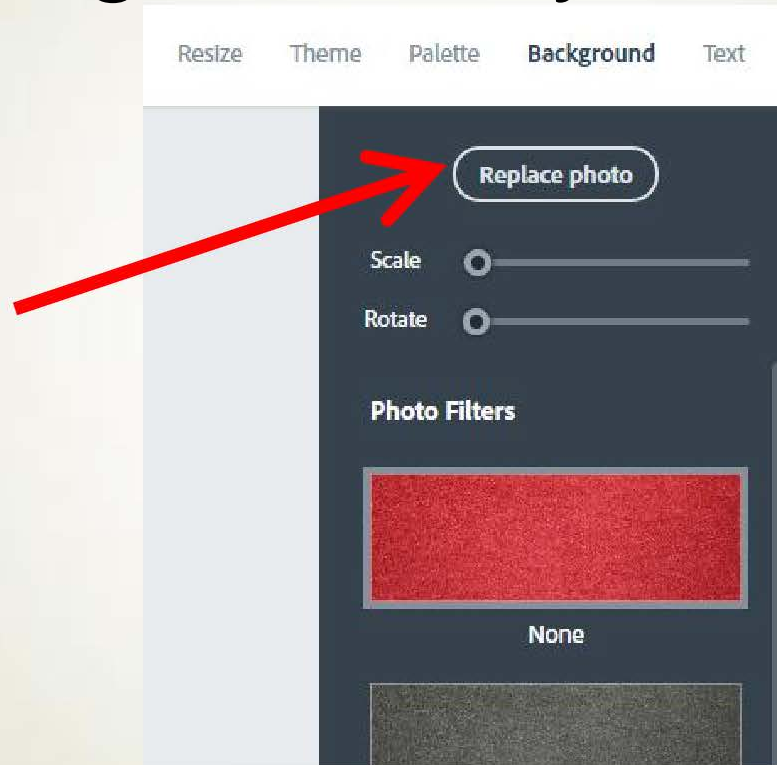 Resize Theme Palette Background Text
Replace photo
Scale
Rotate
Photo Filters
None